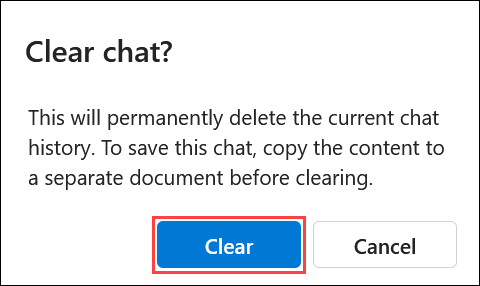 Clear chat?
This will permanently delete the current chat
history. To save this chat, copy the content to
a separate document before clearing.
Clear
Cancel